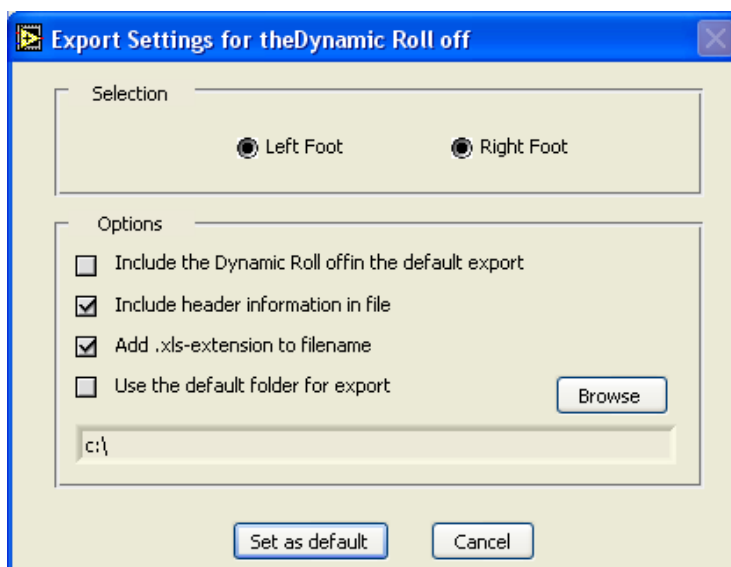 Export Settings for theDynamic Roll off
Selection
Left Foot Right Foot
Options
Include the Dynamic Roll offin the default export
Include header information in file
Add .xls-extension to filename
Use the default folder for export
Browse
c:\
Set as default Cancel